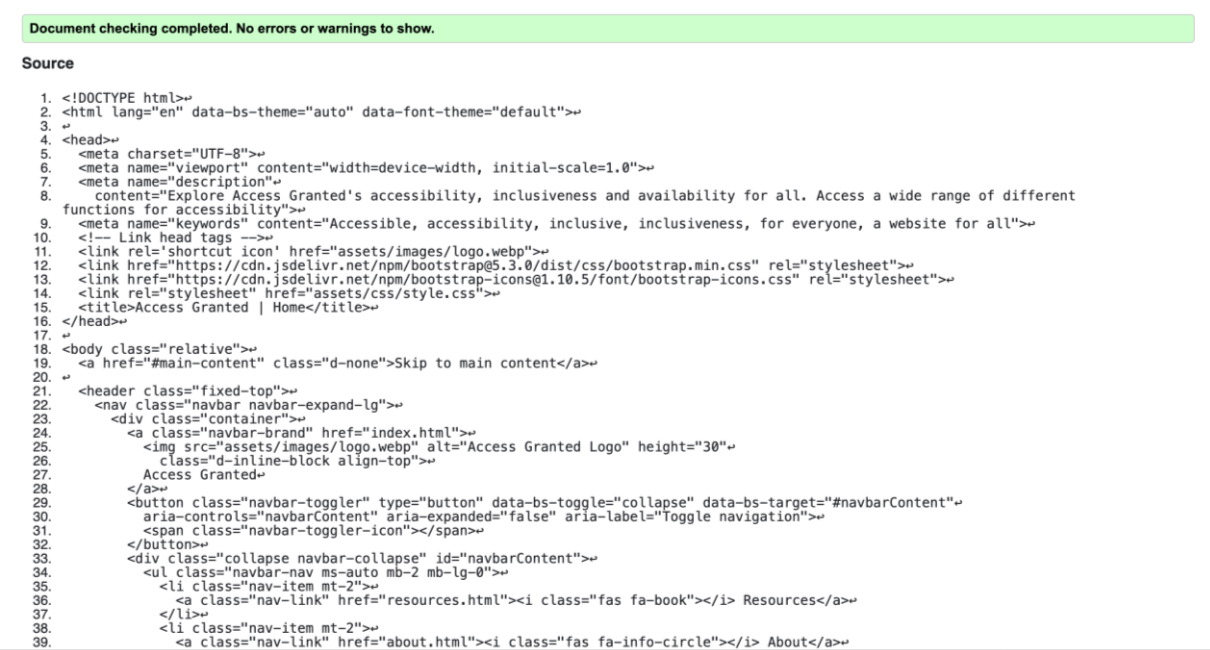 Document checking completed. No errors or warnings to show.
Source
1. <!DOCTYPE html>↩
2. <html lang="en" data-bs-theme="auto" data-font-theme="default">↩
3. ↩
4. <head>↩
5.   <meta charset="UTF-8">↩
6.   <meta name="viewport" content="width=device-width, initial-scale=1.0">↩
7.   <meta name="description"↩
8.     content="Explore Access Granted's accessibility, inclusiveness and availability for all. Access a wide range of different
functions for accessibility">↩
9.   <meta name="keywords" content="Accessible, accessibility, inclusive, inclusiveness, for everyone, a website for all">↩
10.   <!-- Link head tags -->↩
11.   <link rel='shortcut icon' href="assets/images/logo.webp">↩
12.   <link href="https://cdn.jsdelivr.net/npm/bootstrap@5.3.0/dist/css/bootstrap.min.css" rel="stylesheet">↩
13.   <link href="https://cdn.jsdelivr.net/npm/bootstrap-icons@1.10.5/font/bootstrap-icons.css" rel="stylesheet">↩
14.   <link rel="stylesheet" href="assets/css/style.css">↩
15.   <title>Access Granted | Home</title>↩
16. </head>↩
17. ↩
18. <body class="relative">↩
19.   <a href="#main-content" class="d-none">Skip to main content</a>↩
20. ↩
21.   <header class="fixed-top">↩
22.     <nav class="navbar navbar-expand-lg">↩
23.       <div class="container">↩
24.         <a class="navbar-brand" href="index.html">↩
25.           <img src="assets/images/logo.webp" alt="Access Granted Logo" height="30"↩
26.             class="d-inline-block align-top">↩
27.           Access Granted↩
28.         </a>↩
29.         <button class="navbar-toggler" type="button" data-bs-toggle="collapse" data-bs-target="#navbarContent"↩
30.           aria-controls="navbarContent" aria-expanded="false" aria-label="Toggle navigation">↩
31.           <span class="navbar-toggler-icon"></span>↩
32.         </button>↩
33.         <div class="collapse navbar-collapse" id="navbarContent">↩
34.           <ul class="navbar-nav ms-auto mb-2 mb-lg-0">↩
35.             <li class="nav-item mt-2">↩
36.               <a class="nav-link" href="resources.html"><i class="fas fa-book"></i> Resources</a>↩
37.             </li>↩
38.             <li class="nav-item mt-2">↩
39.               <a class="nav-link" href="about.html"><i class="fas fa-info-circle"></i> About</a>↩